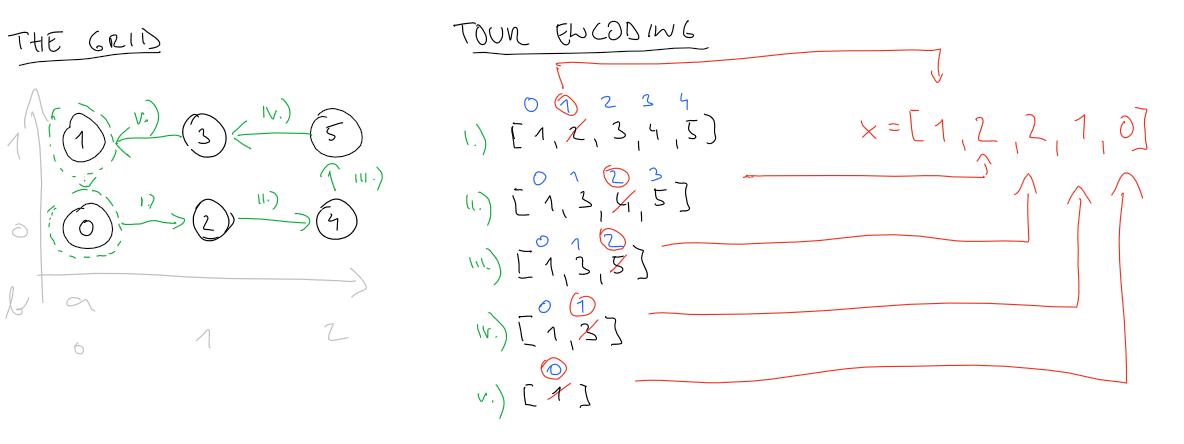 THE GRID
1 V.) 3 IV.) 5
1
III.)
0 I.) 2 II.) 4
0
b a
0 1 2
TOUR ENCODING
0 1 2 3 4
I.) [1,2,3,4,5]
0 1 2 3
II.) [1,3,4,5]
0 1 2
III.) [1,3,5]
0 1
IV.) [1,3]
0
V.) [1]
x=[1,2,2,1,0]